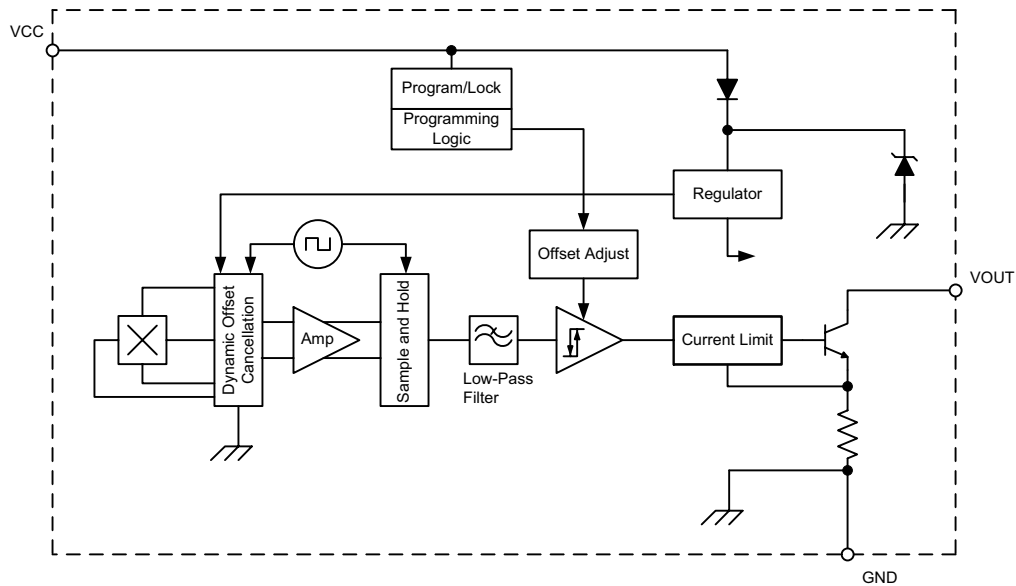 VCC
Program/Lock
Programming
Logic
Regulator
Offset Adjust
VOUT
Dynamic Offset
Cancellation
Amp
Sample and Hold
Low-Pass
Filter
Current Limit
GND